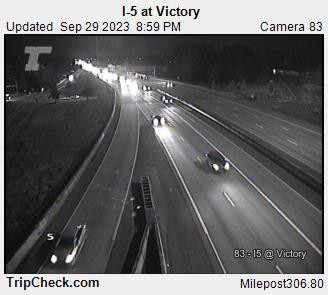 I-5 at Victory
Updated Sep 29 2023 8:59 PM Camera 83
T
S
83 - I5 @ Victory
TripCheck.com Milepost306.80